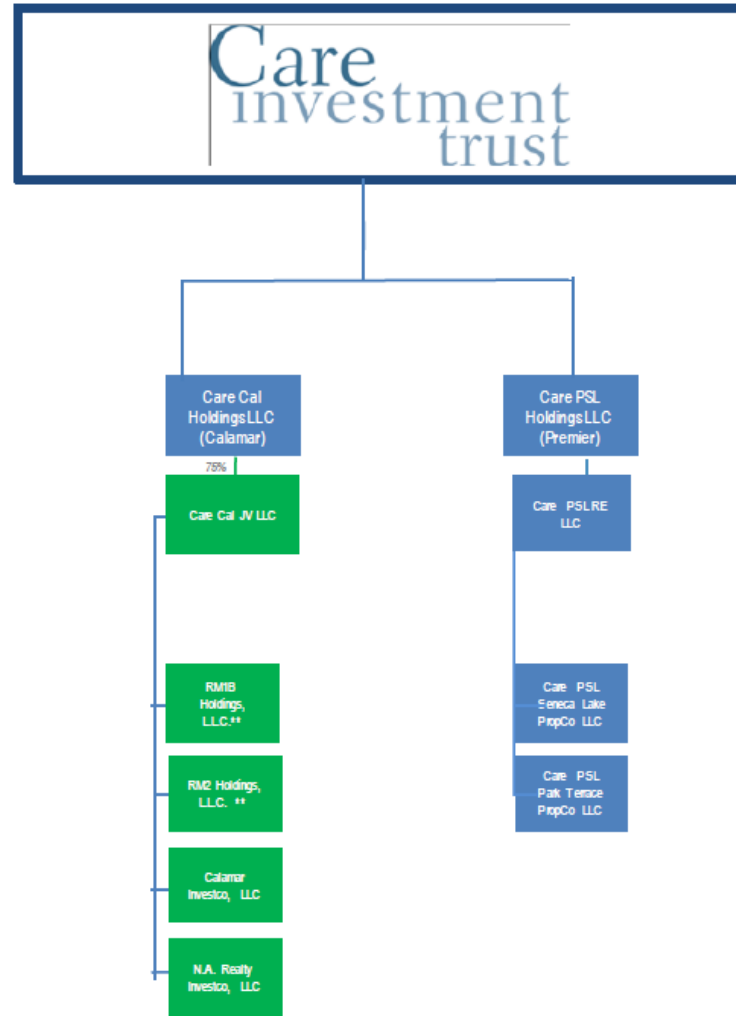 Care
investment
trust
Care Cal
Holdings LLC
(Calamar)
Care PSL
Holdings LLC
(Premier)
75%
Care Cal JV LLC
Care PSL RE
LLC
RM1B
Holdings,
L.L.C.**
Care PSL
Seneca Lake
PropCo LLC
RM2 Holdings,
L.L.C. **
Care PSL
Park Terrace
PropCo LLC
Calamar
Investco, LLC
N.A. Realty
Investco, LLC